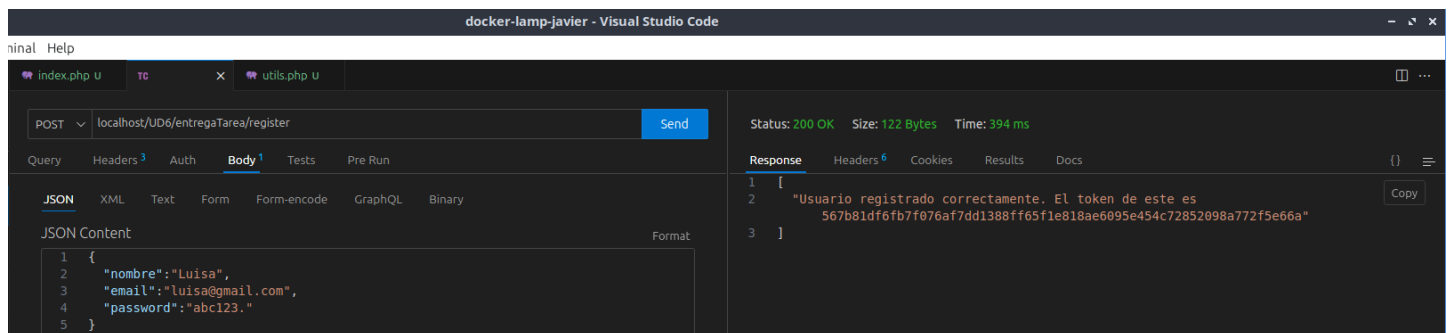 docker-lamp-javier - Visual Studio Code
minal Help
index.php U TC utils.php U
POST localhost/UD6/entregaTarea/register Send
Status: 200 OK Size: 122 Bytes Time: 394 ms
Query Headers 3 Auth Body 1 Tests Pre Run
Response Headers 6 Cookies Results Docs {}
JSON XML Text Form Form-encode GraphQL Binary
JSON Content Format
1 {
2 "nombre":"Luisa",
3 "email":"luisa@gmail.com",
4 "password":"abc123."
5 }
1 [
2 "Usuario registrado correctamente. El token de este es
567b81df6fb7f076af7dd1388ff65f1e818ae6095e454c72852098a772f5e66a"
3 ]
Copy